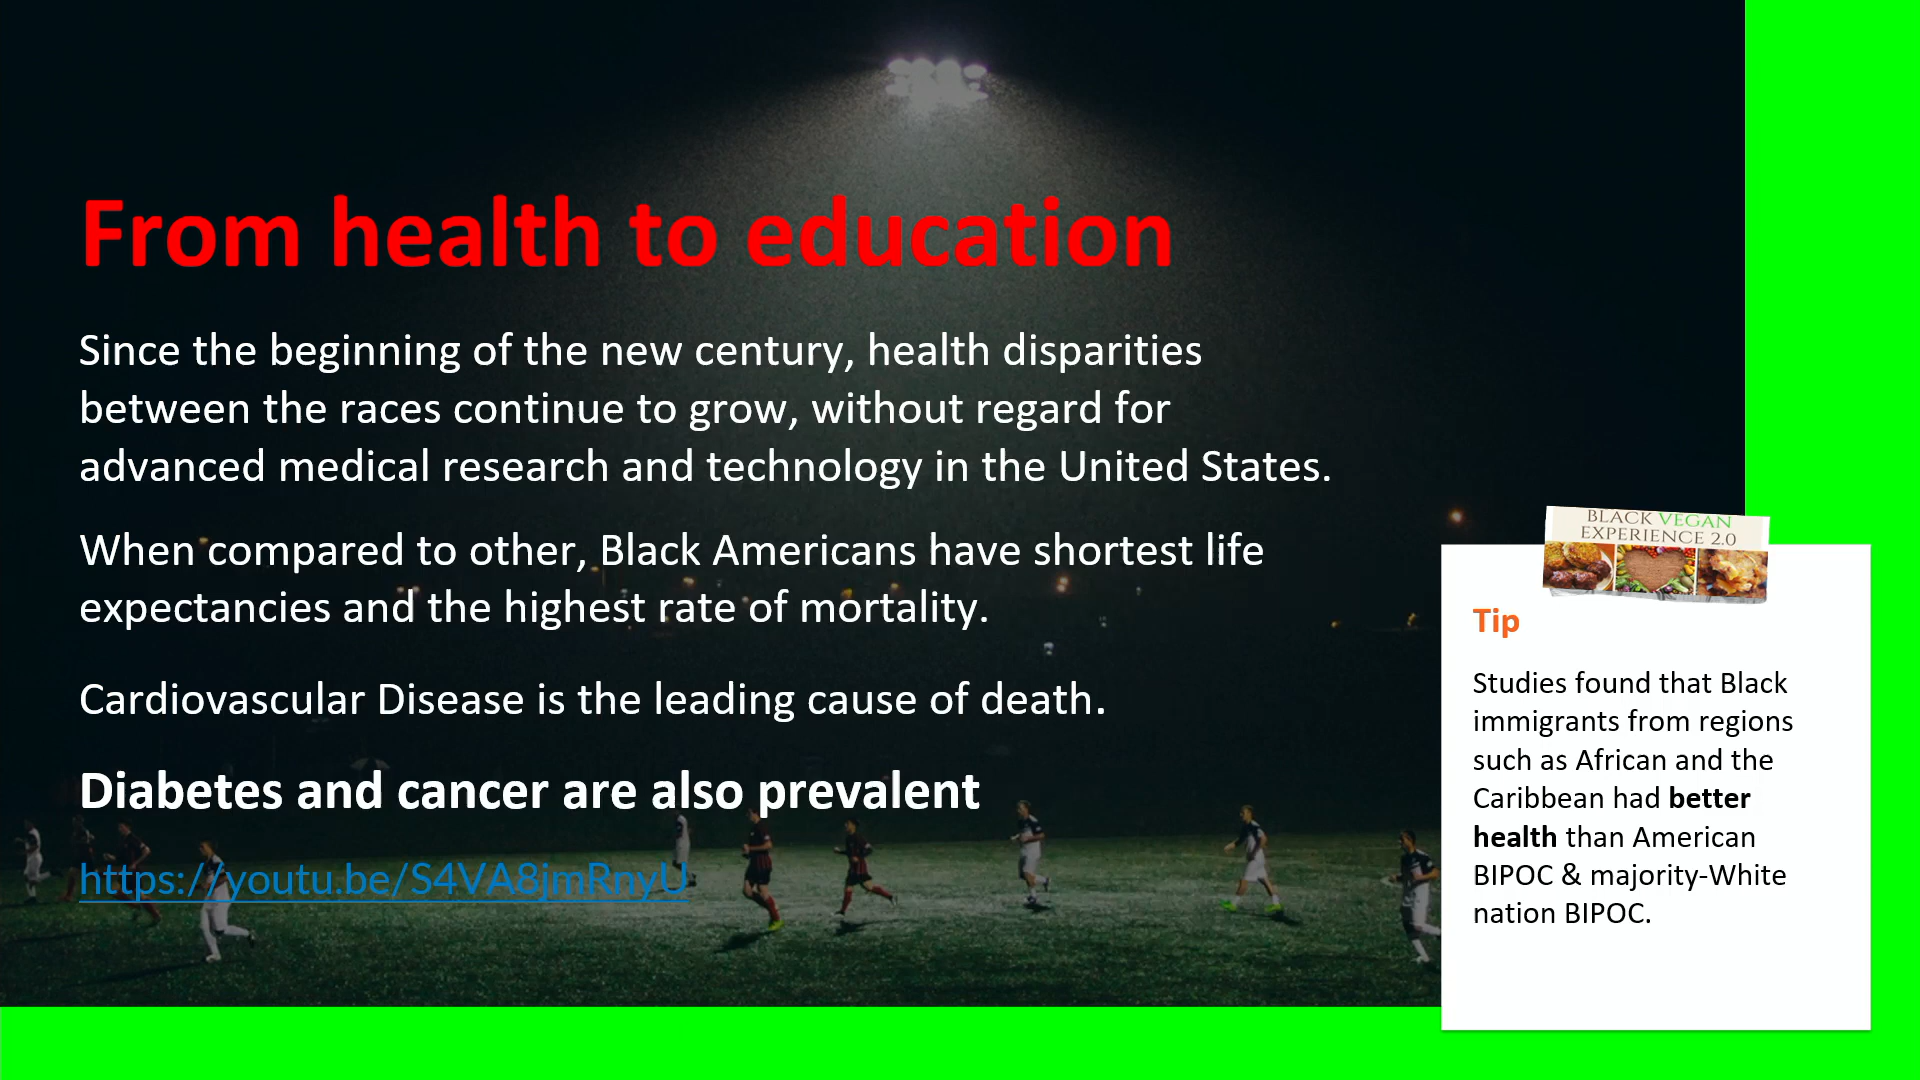 From health to education
Since the beginning of the new century, health disparities
between the races continue to grow, without regard for
advanced medical research and technology in the United States.
When compared to other, Black Americans have shortest life
expectancies and the highest rate of mortality.
Cardiovascular Disease is the leading cause of death.
Diabetes and cancer are also prevalent
https://youtu.be/S4VA8jmRnyU
BLACK VEGAN
EXPERIENCE 2.0
Tip
Studies found that Black
immigrants from regions
such as African and the
Caribbean had better
health than American
BIPOC & majority-White
nation BIPOC.